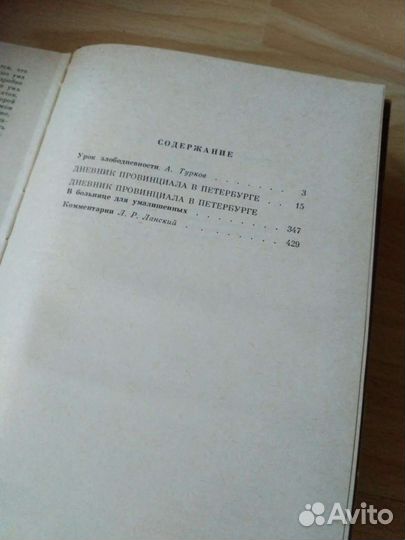 СОДЕРЖАНИЕ
Урок злободневности. А. Турков . . . . . . . 3
ДНЕВНИК ПРОВИНЦИАЛА В ПЕТЕРБУРГЕ . . 15
ДНЕВНИК ПРОВИНЦИАЛА В ПЕТЕРБУРГЕ
В больнице для умалишенных . . . . . . . 347
Комментарии Л. Р. Ланский . . . . . . . 429
Avito